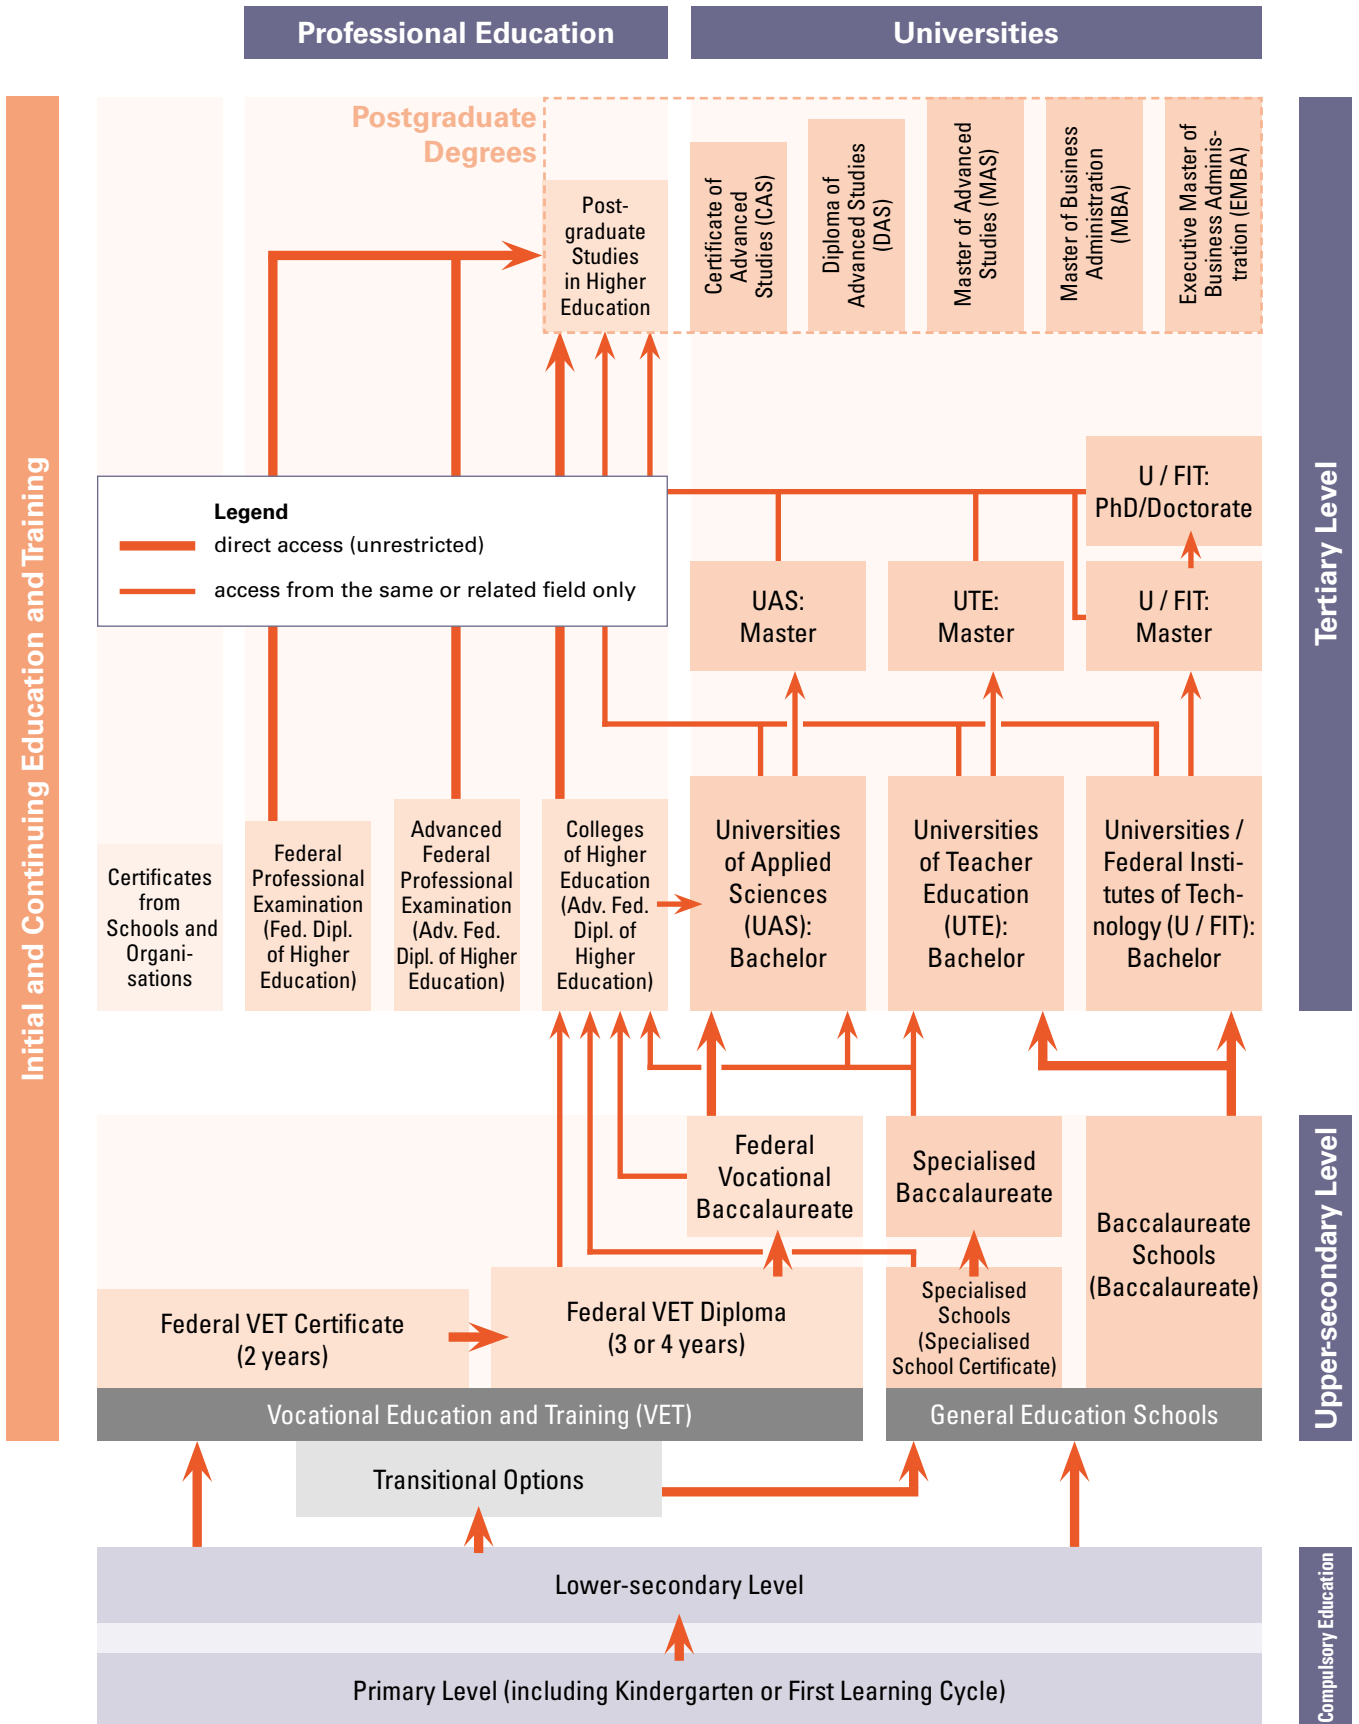 Professional Education
Universities
Initial and Continuing Education and Training
Postgraduate
Degrees
Post-
graduate
Studies
in Higher
Education
Certificate of
Advanced
Studies (CAS)
Diploma of
Advanced Studies
(DAS)
Master of Advanced
Studies (MAS)
Master of Business
Administration
(MBA)
Executive Master of
Business Adminis-
tration (EMBA)
Tertiary Level
Legend
direct access (unrestricted)
access from the same or related field only
U / FIT:
PhD/Doctorate
UAS:
Master
UTE:
Master
U / FIT:
Master
Certificates
from
Schools and
Organi-
sations
Federal
Professional
Examination
(Fed. Dipl.
of Higher
Education)
Advanced
Federal
Professional
Examination
(Adv. Fed.
Dipl. of Higher
Education)
Colleges
of Higher
Education
(Adv. Fed.
Dipl. of
Higher
Education)
Universities
of Applied
Sciences
(UAS):
Bachelor
Universities
of Teacher
Education
(UTE):
Bachelor
Universities /
Federal Insti-
tutes of Tech-
nology (U / FIT):
Bachelor
Upper-secondary Level
Federal
Vocational
Baccalaureate
Specialised
Baccalaureate
Baccalaureate
Schools
(Baccalaureate)
Federal VET Certificate
(2 years)
Federal VET Diploma
(3 or 4 years)
Specialised
Schools
(Specialised
School Certificate)
Vocational Education and Training (VET)
General Education Schools
Transitional Options
Compulsory Education
Lower-secondary Level
Primary Level (including Kindergarten or First Learning Cycle)